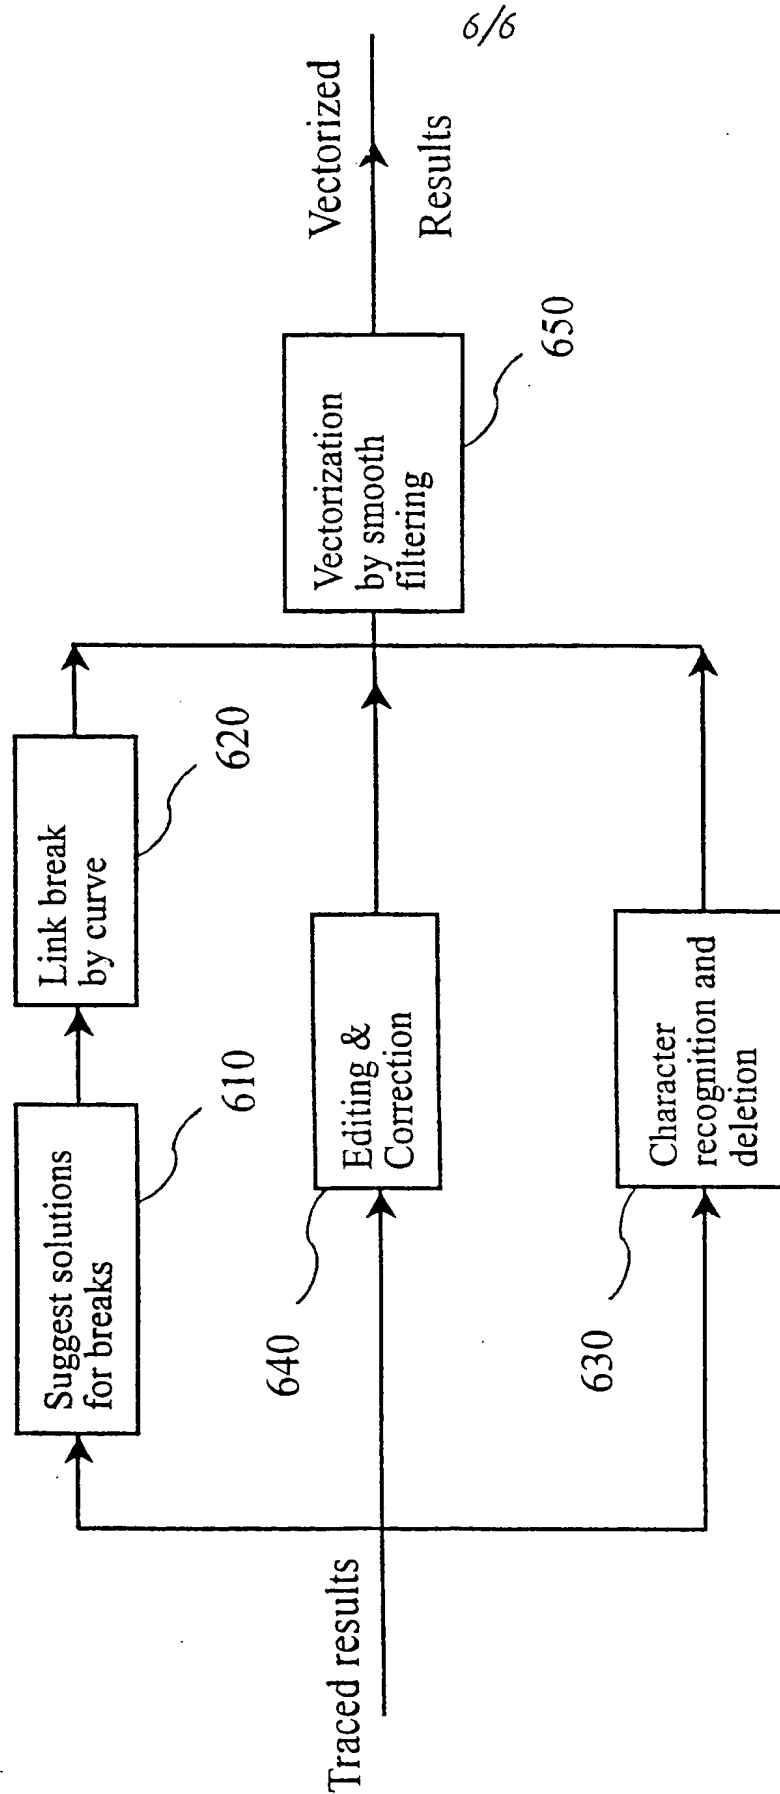 6/6
Traced results
Suggest solutions
for breaks
610
Link break
by curve
620
640
Editing &
Correction
630
Character
recognition and
deletion
Vectorization
by smooth
filtering
650
Vectorized
Results